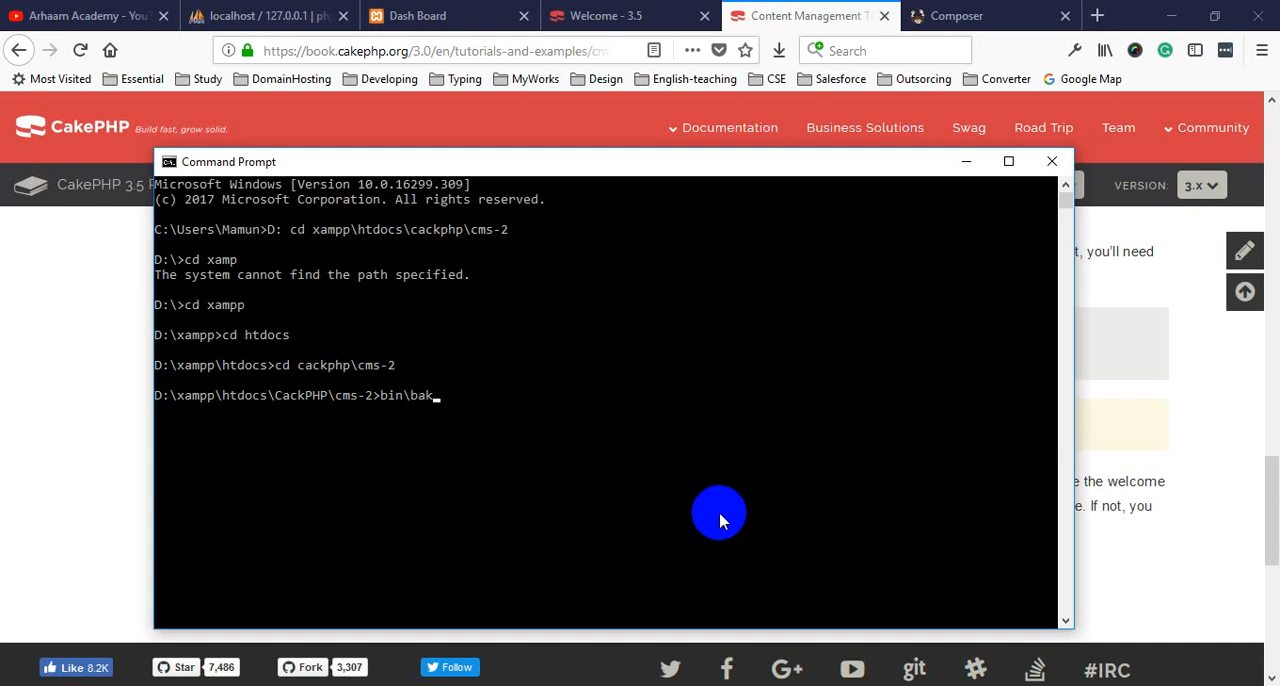 Arhaam Academy - YouT
localhost / 127.0.0.1 | ph
Dash Board
Welcome - 3.5
Content Management T
Composer
https://book.cakephp.org/3.0/en/tutorials-and-examples/cm
Search
Most Visited Essential Study DomainHosting Developing Typing MyWorks Design English-teaching CSE Salesforce Outsorcing Converter Google Map
CakePHP Build fast, grow solid.
Documentation Business Solutions Swag Road Trip Team Community
Command Prompt
CakePHP 3.5 VERSION: 3.x
Microsoft Windows [Version 10.0.16299.309]
(c) 2017 Microsoft Corporation. All rights reserved.
C:\Users\Mamun>D: cd xampp\htdocs\cackphp\cms-2
t, you'll need
D:\>cd xamp
The system cannot find the path specified.
D:\>cd xampp
D:\xampp>cd htdocs
D:\xampp\htdocs>cd cackphp\cms-2
D:\xampp\htdocs\CackPHP\cms-2>bin\bak
e the welcome
e. If not, you
Like 8.2K Star 7,486 Fork 3,307 Follow git #IRC